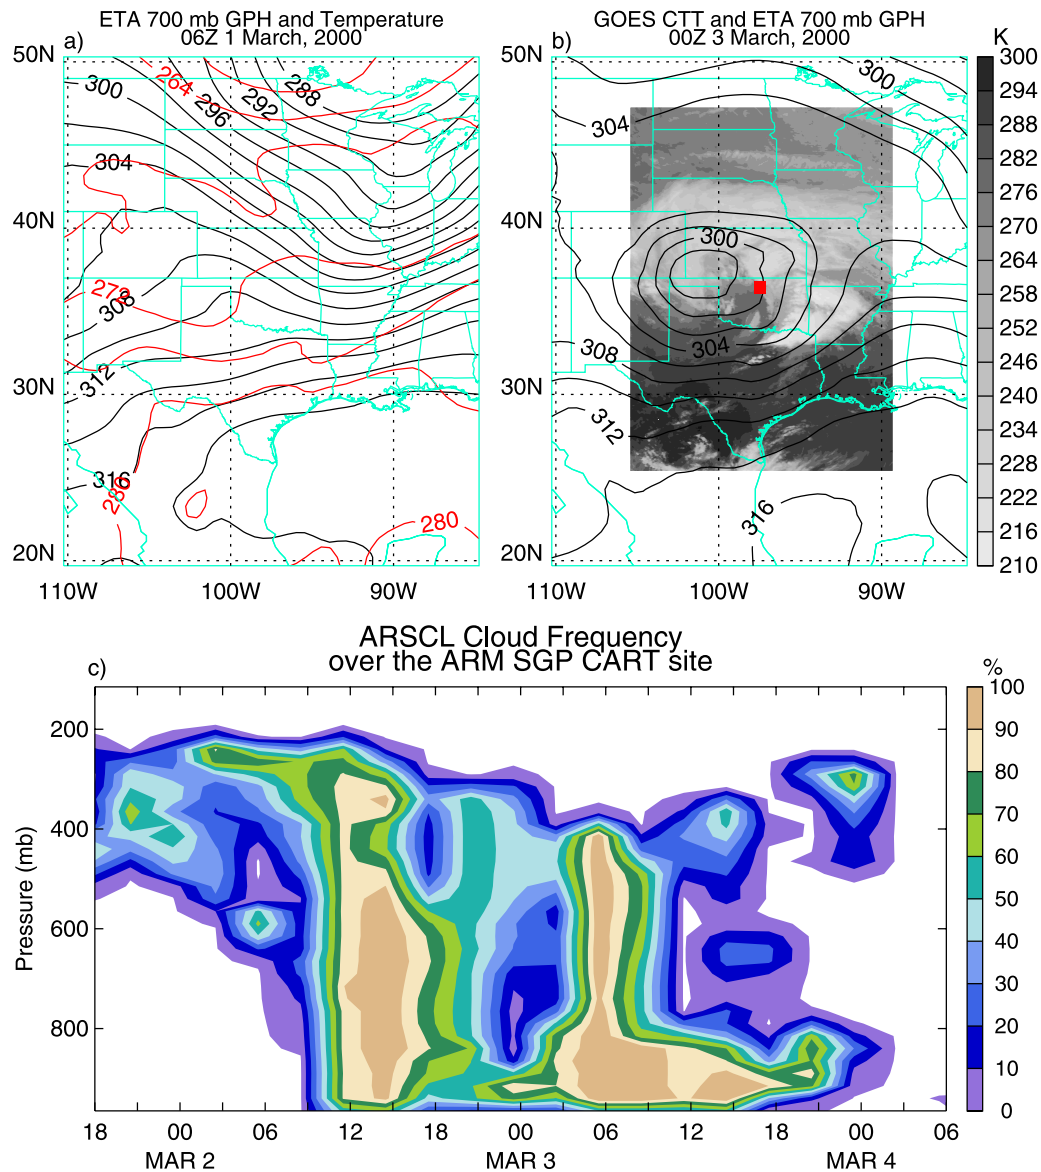 ETA 700 mb GPH and Temperature
06Z 1 March, 2000
a)
50N
40N
30N
20N
110W 100W 90W
300
264
296
292
288
304
272
308
312
316
280
280
GOES CTT and ETA 700 mb GPH
00Z 3 March, 2000
b)
50N
40N
30N
20N
110W 100W 90W
300
304
300
304
308
312
316
K
300
294
288
282
276
270
264
258
252
246
240
234
228
222
216
210
ARSCL Cloud Frequency
over the ARM SGP CART site
c)
Pressure (mb)
200
400
600
800
18 00 06 12 18 00 06 12 18 00 06
MAR 2 MAR 3 MAR 4
%
100
90
80
70
60
50
40
30
20
10
0